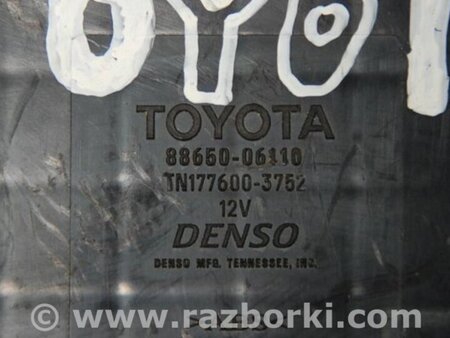 TOYOTA
88650-06110
TN177600-3752
12V
DENSO
DENSO MFG. TENNESSEE, INC.
© www.razborki.com